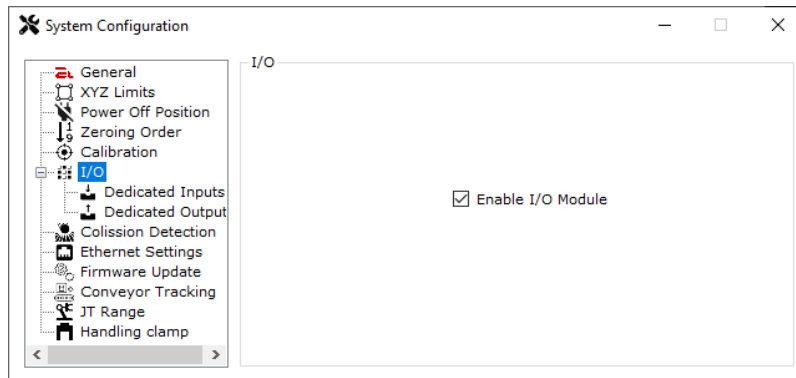 System Configuration
General
XYZ Limits
Power Off Position
Zeroing Order
Calibration
I/O
Dedicated Inputs
Dedicated Output
Colission Detection
Ethernet Settings
Firmware Update
Conveyor Tracking
JT Range
Handling clamp
I/O
Enable I/O Module